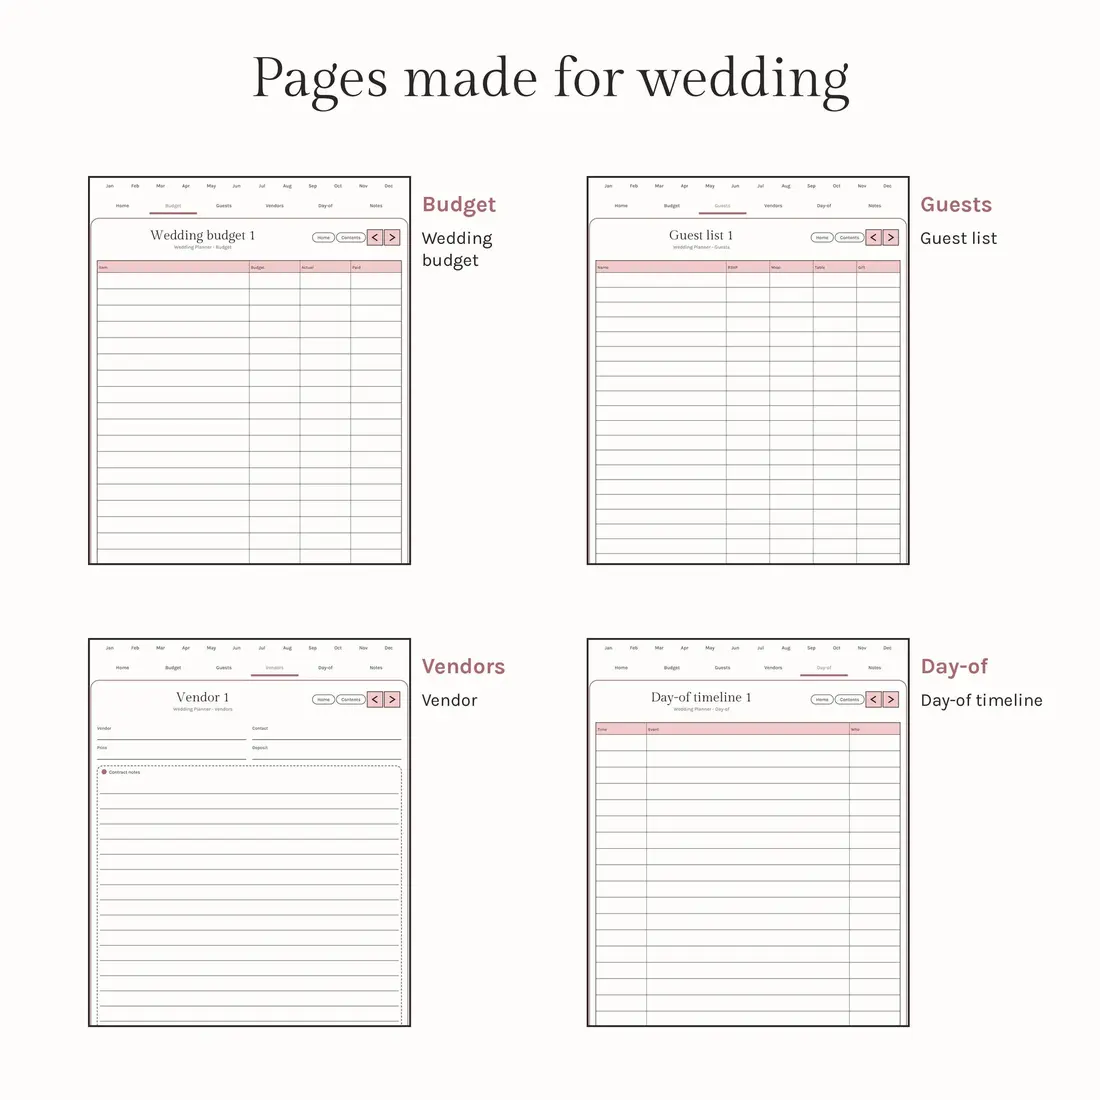 Pages made for wedding
Jan Feb Mar Apr May Jun Jul Aug Sep Oct Nov Dec
Home Budget Guests Vendors Day-of Notes
Wedding budget 1
Wedding Planner - Budget
Home Contents < >
Item Budget Actual Paid
Budget
Wedding
budget
Jan Feb Mar Apr May Jun Jul Aug Sep Oct Nov Dec
Home Budget Guests Vendors Day-of Notes
Guest list 1
Wedding Planner - Guests
Home Contents < >
Name RSVP Meal Table Gift
Guests
Guest list
Jan Feb Mar Apr May Jun Jul Aug Sep Oct Nov Dec
Home Budget Guests Vendors Day-of Notes
Vendor 1
Wedding Planner - Vendors
Home Contents < >
Vendor Contact
Price Deposit
Contract notes
Vendors
Vendor
Jan Feb Mar Apr May Jun Jul Aug Sep Oct Nov Dec
Home Budget Guests Vendors Day-of Notes
Day-of timeline 1
Wedding Planner - Day-of
Home Contents < >
Time Event Who
Day-of
Day-of timeline